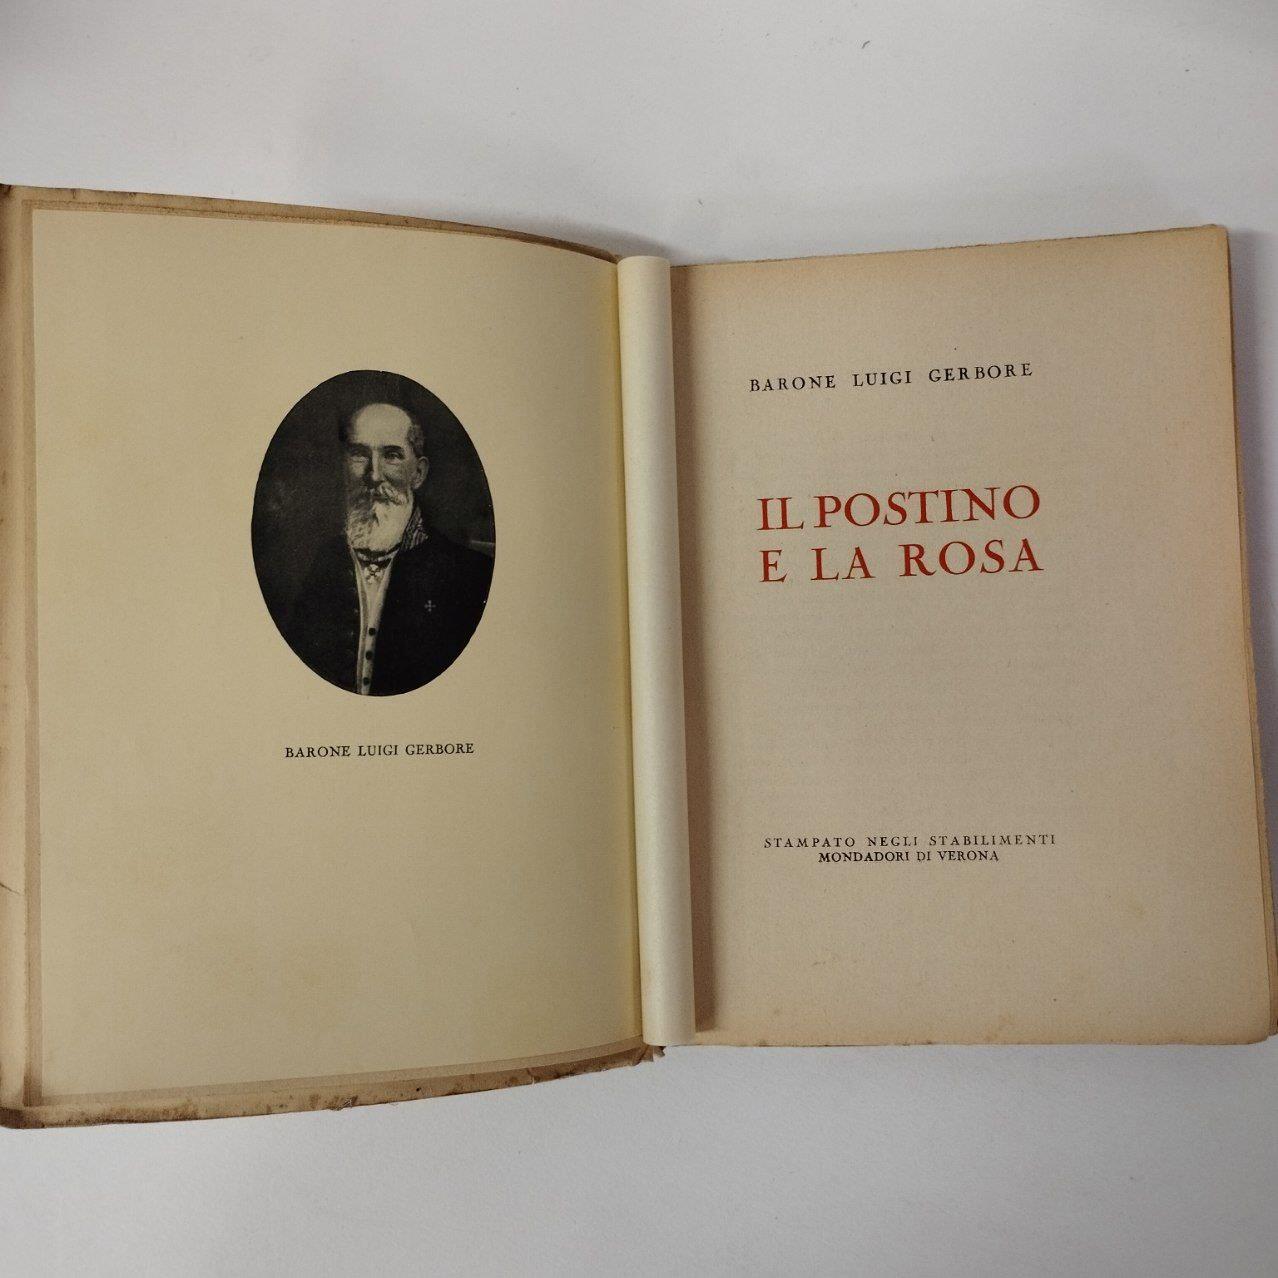 BARONE LUIGI GERBORE
BARONE LUIGI GERBORE
IL POSTINO
E LA ROSA
STAMPATO NEGLI STABILIMENTI
MONDADORI DI VERONA